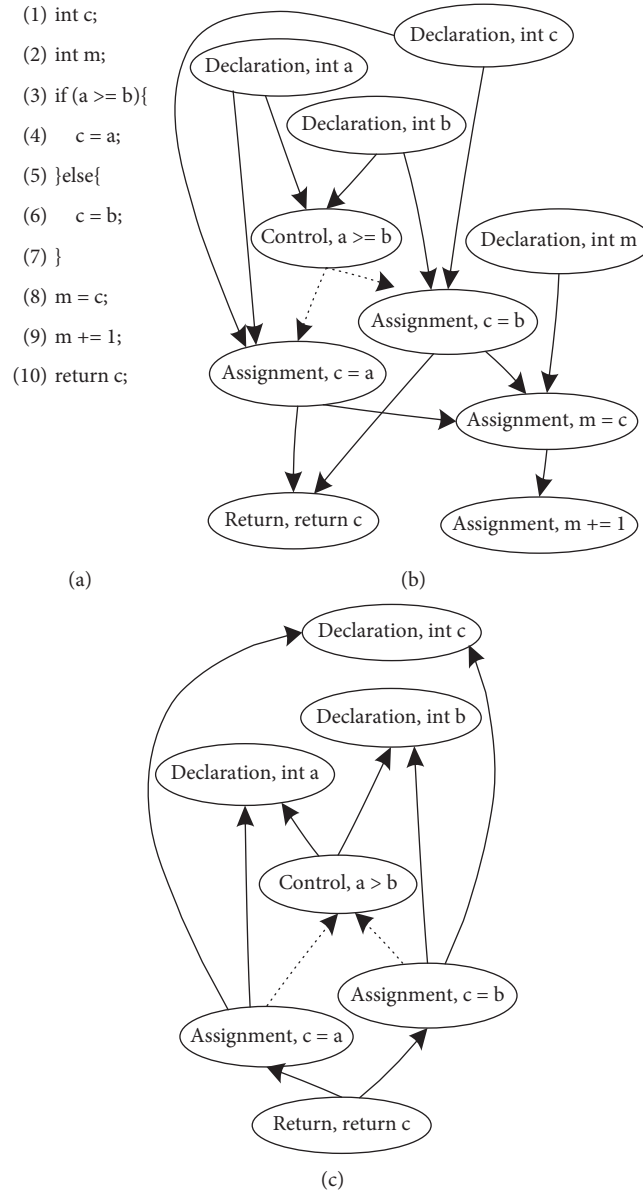 (1) int c;
(2) int m;
(3) if (a >= b){
(4) c = a;
(5) }else{
(6) c = b;
(7) }
(8) m = c;
(9) m += 1;
(10) return c;
(a)
Declaration, int c
Declaration, int a
Declaration, int b
Control, a >= b
Declaration, int m
Assignment, c = b
Assignment, c = a
Assignment, m = c
Return, return c
Assignment, m += 1
(b)
Declaration, int c
Declaration, int b
Declaration, int a
Control, a > b
Assignment, c = b
Assignment, c = a
Return, return c
(c)